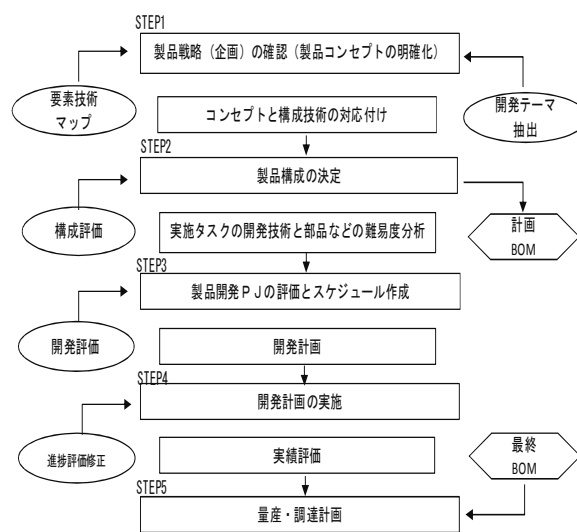 STEP1
製品戦略（企画）の確認（製品コンセプトの明確化）
要素技術
マップ
開発テーマ
抽出
コンセプトと構成技術の対応付け
STEP2
製品構成の決定
構成評価
計画
BOM
実施タスクの開発技術と部品などの難易度分析
STEP3
製品開発ＰＪの評価とスケジュール作成
開発評価
開発計画
STEP4
開発計画の実施
進捗評価修正
実績評価
最終
BOM
STEP5
量産・調達計画